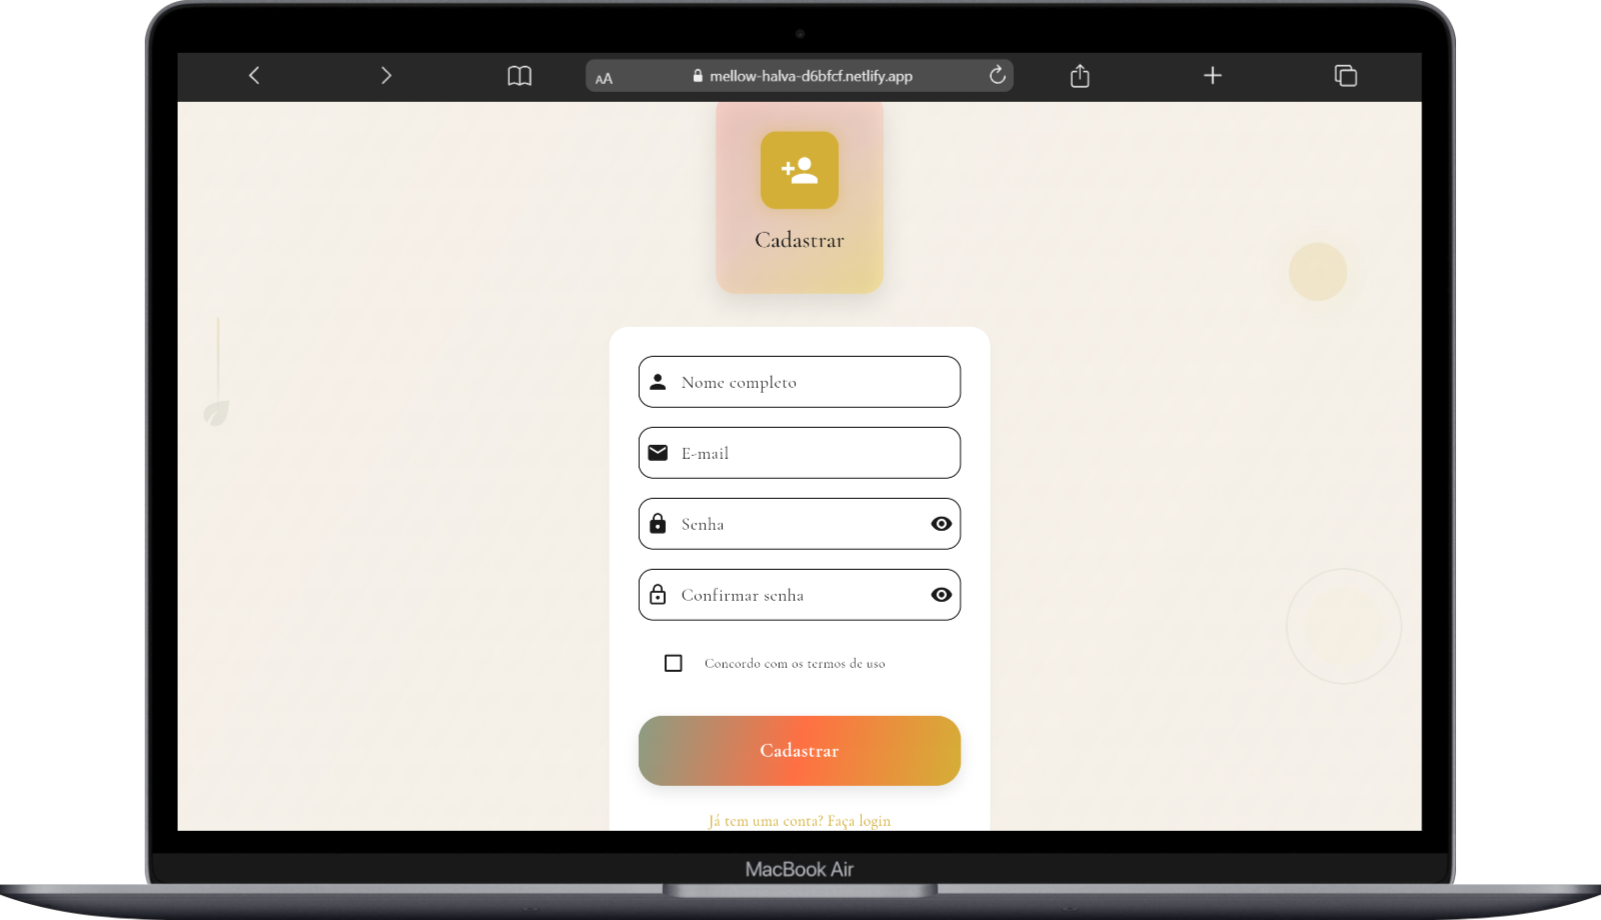 AA mellow-halva-d6bfcf.netlify.app
Cadastrar
Nome completo
E-mail
Senha
Confirmar senha
Concordo com os termos de uso
Cadastrar
Já tem uma conta? Faça login
MacBook Air